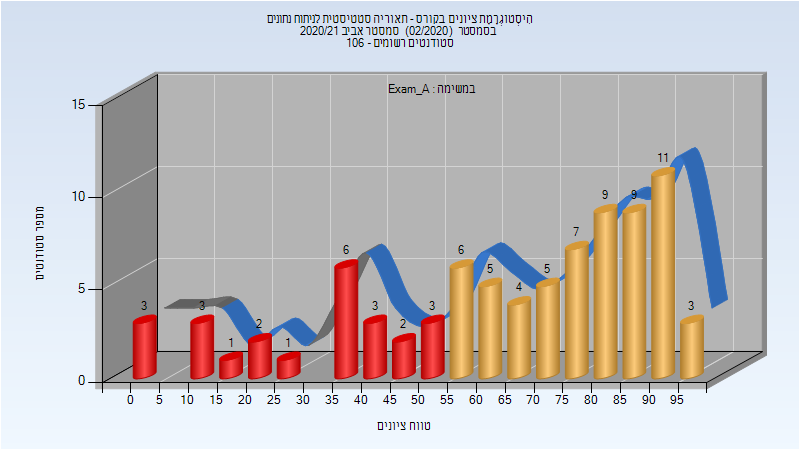 הִיסְטוֹגְרָמַת ציונים בקורס - תאוריה סטטיסטית לניתוח נתונים
בסמסטר (02/2020) סמסטר אביב 2020/21
סטודנטים רשומים - 106
במשימה : Exam_A
מספר סטודנטים
15
10
5
0
3 3 1 2 1 6 3 2 3 6 5 4 5 7 9 9 11 3
0 5 10 15 20 25 30 35 40 45 50 55 60 65 70 75 80 85 90 95
טווח ציונים